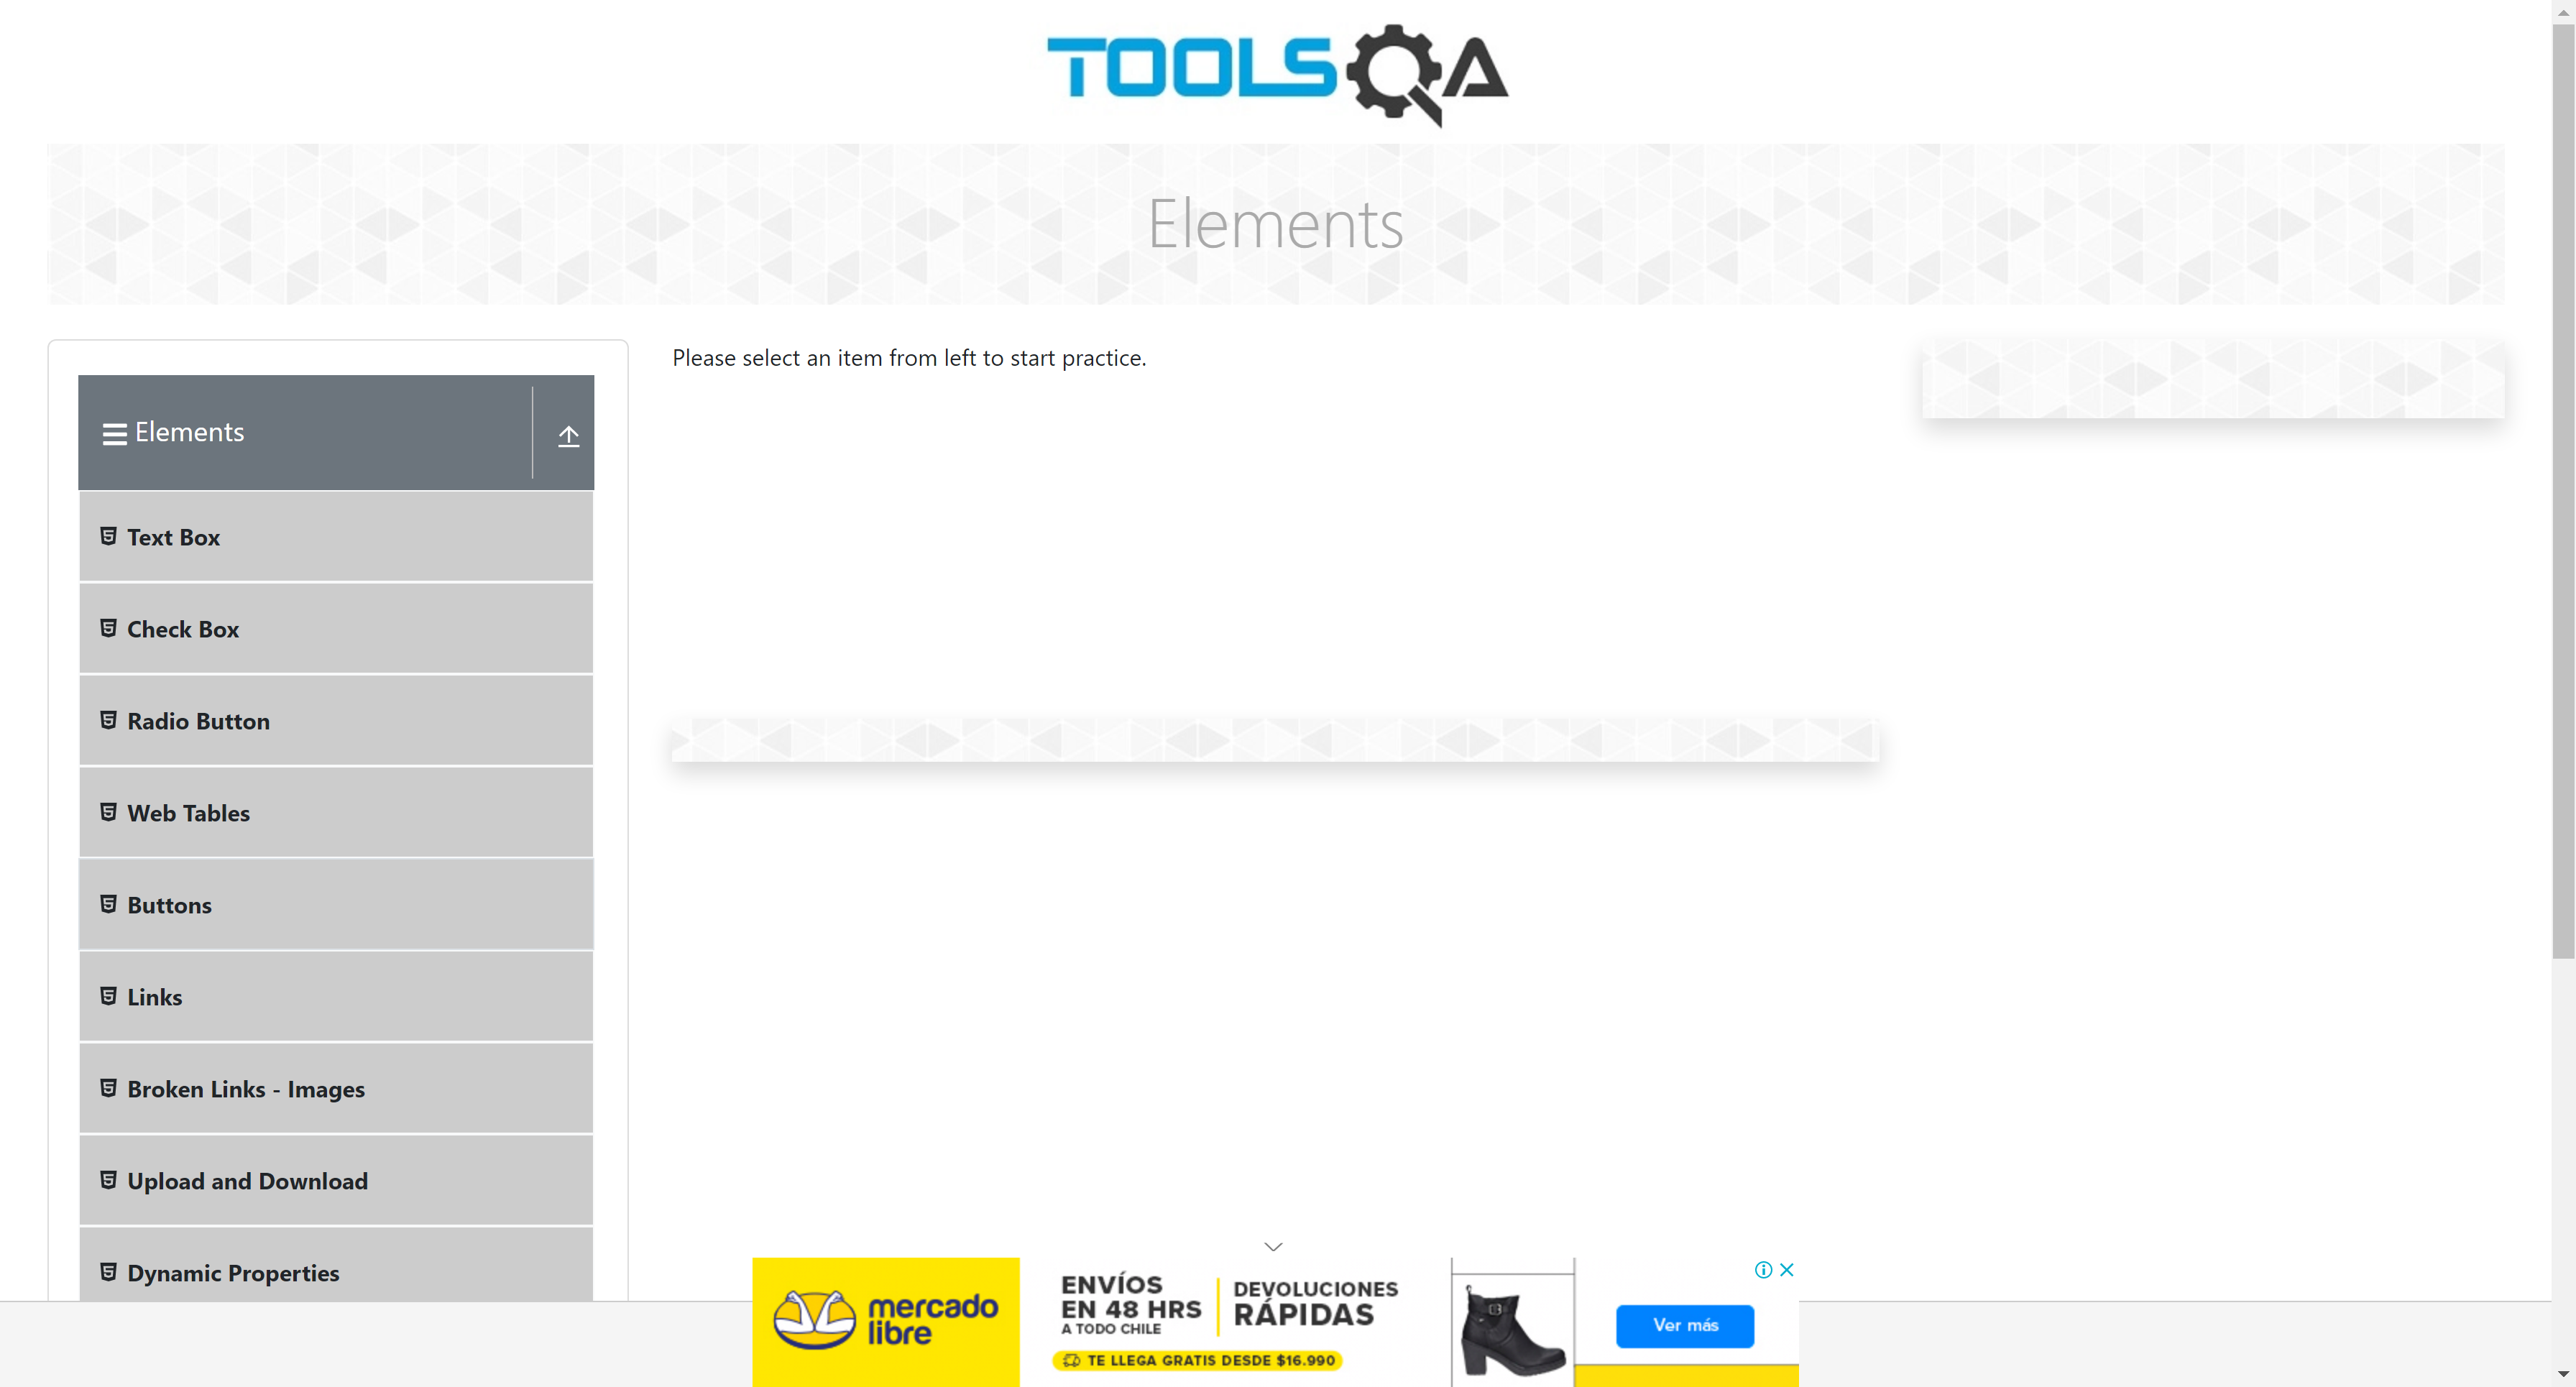 TOOLSQA
Elements
Elements
Please select an item from left to start practice.
Text Box
Check Box
Radio Button
Web Tables
Buttons
Links
Broken Links - Images
Upload and Download
Dynamic Properties
mercado
libre
ENVÍOS
EN 48 HRS
A TODO CHILE
DEVOLUCIONES
RÁPIDAS
TE LLEGA GRATIS DESDE $16.990
Ver más